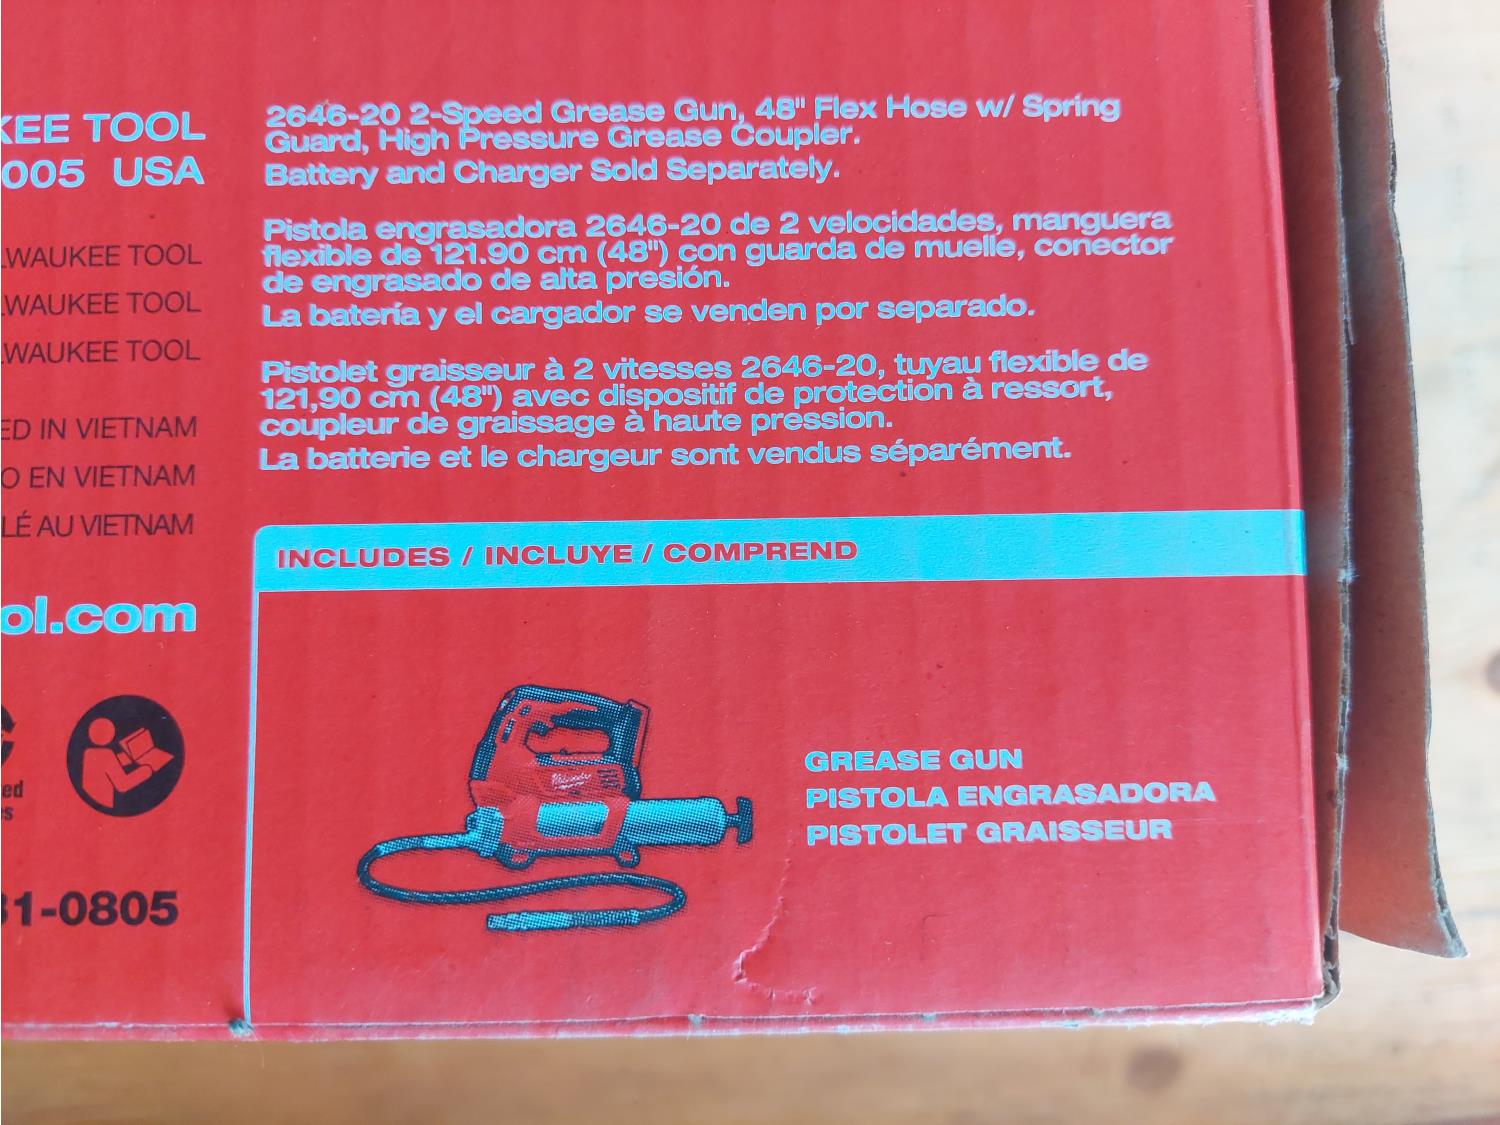 KEE TOOL
005 USA
LWAUKEE TOOL
LWAUKEE TOOL
LWAUKEE TOOL
ED IN VIETNAM
O EN VIETNAM
LÉ AU VIETNAM
ol.com
ed
s
31-0805
2646-20 2-Speed Grease Gun, 48" Flex Hose w/ Spring
Guard, High Pressure Grease Coupler.
Battery and Charger Sold Separately.
Pistola engrasadora 2646-20 de 2 velocidades, manguera
flexible de 121.90 cm (48") con guarda de muelle, conector
de engrasado de alta presión.
La batería y el cargador se venden por separado.
Pistolet graisseur à 2 vitesses 2646-20, tuyau flexible de
121,90 cm (48") avec dispositif de protection à ressort,
coupleur de graissage à haute pression.
La batterie et le chargeur sont vendus séparément.
INCLUDES / INCLUYE / COMPREND
Milwaukee
GREASE GUN
PISTOLA ENGRASADORA
PISTOLET GRAISSEUR